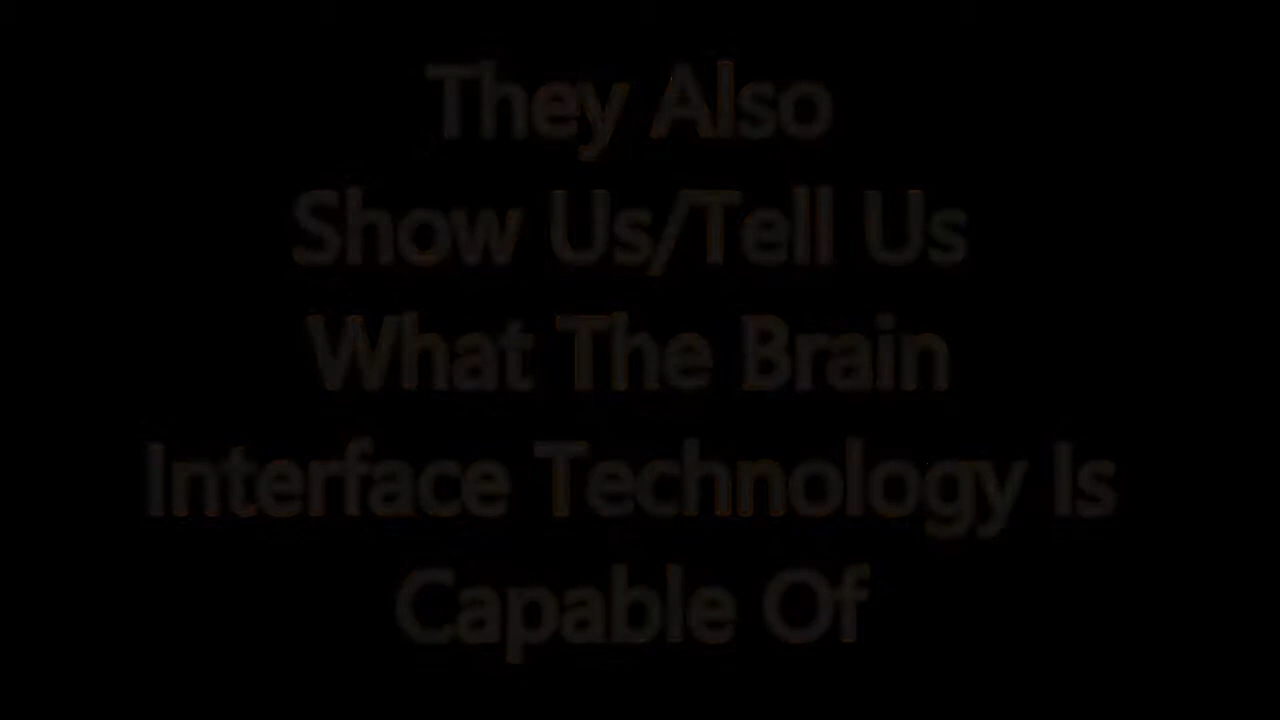 They Also
Show Us/Tell Us
What The Brain
Interface Technology Is
Capable Of